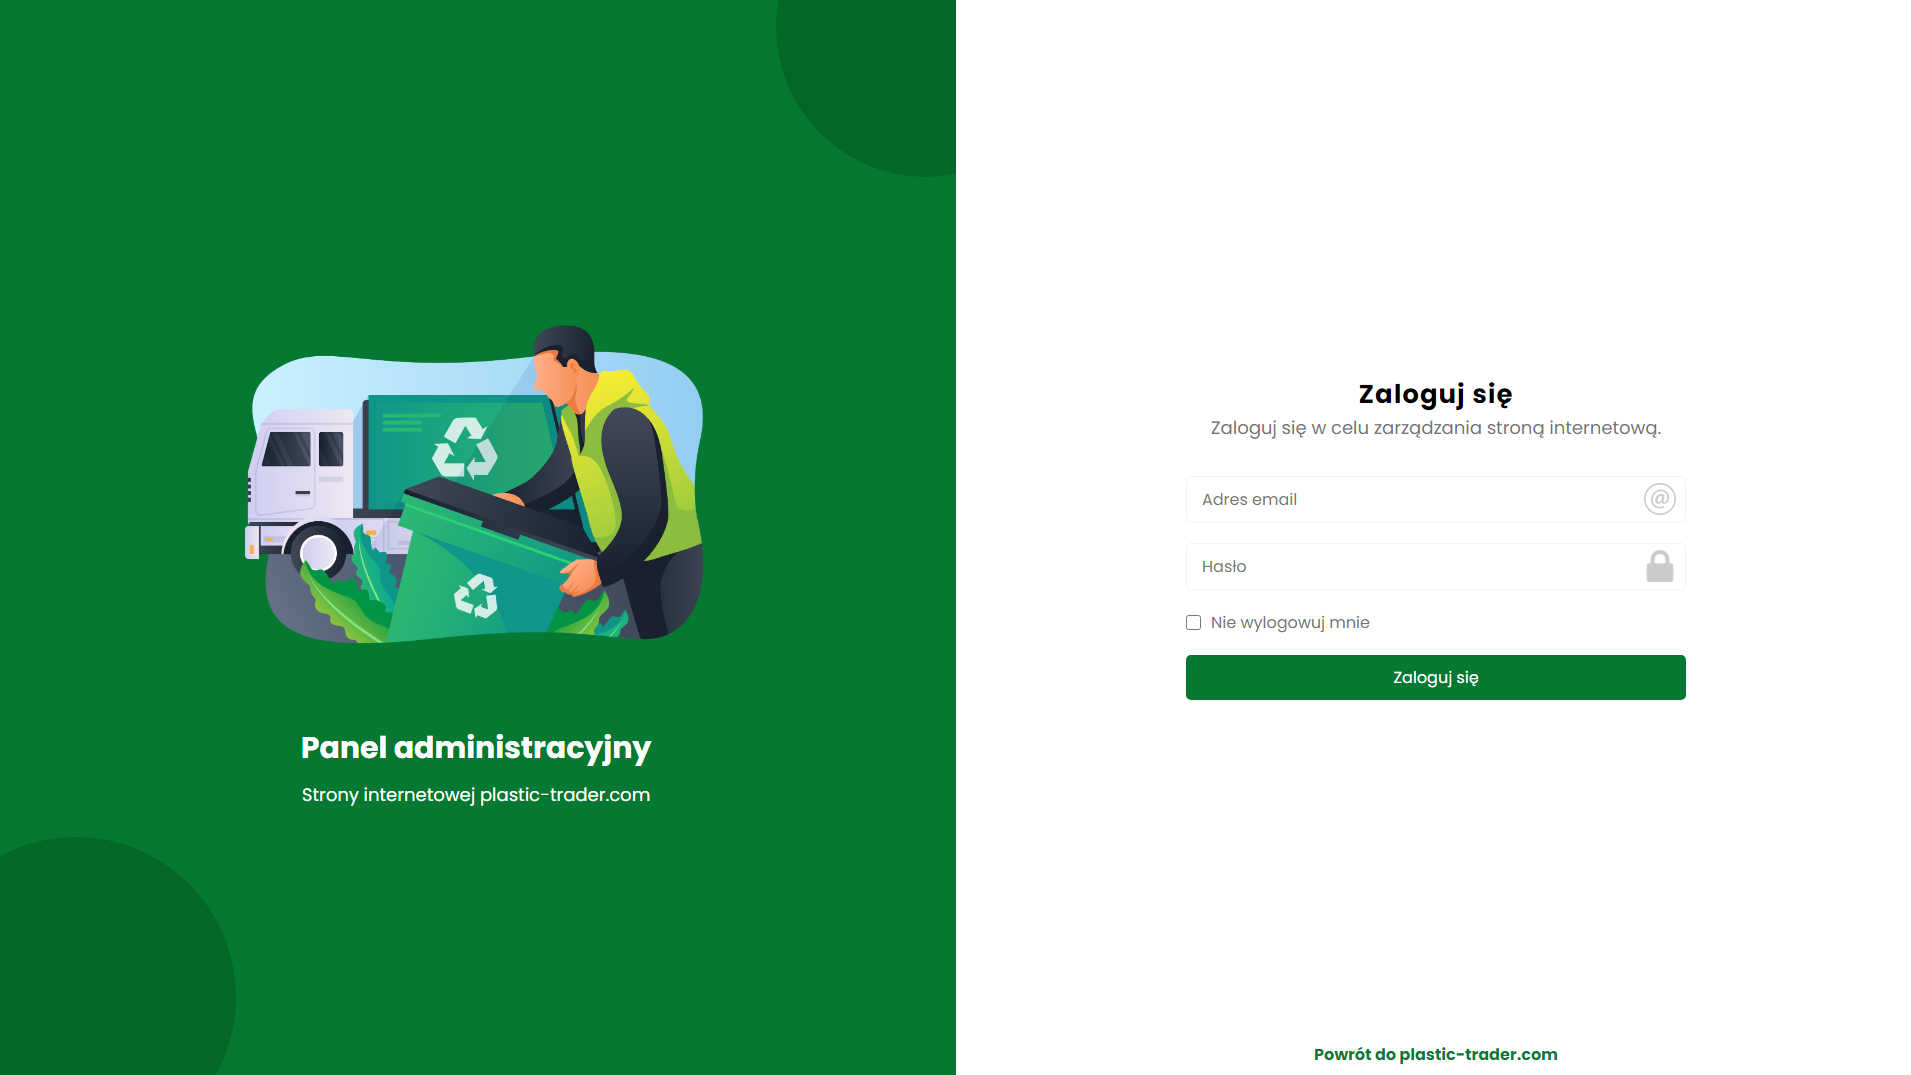 Panel administracyjny
Strony internetowej plastic-trader.com
Zaloguj się
Zaloguj się w celu zarządzania stroną internetową.
Adres email
@
Hasło
Nie wylogowuj mnie
Zaloguj się
Powrót do plastic-trader.com